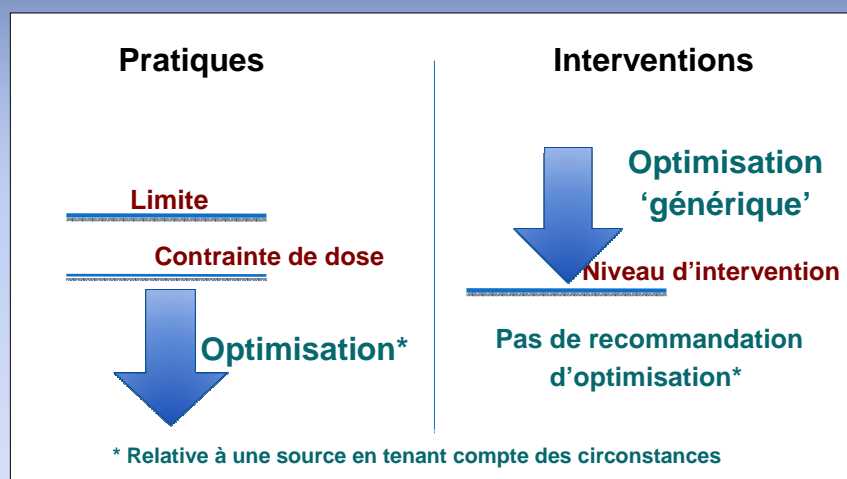 Pratiques
Limite
Contrainte de dose
Optimisation*
Interventions
Optimisation
‘générique’
Niveau d’intervention
Pas de recommandation
d’optimisation*
* Relative à une source en tenant compte des circonstances